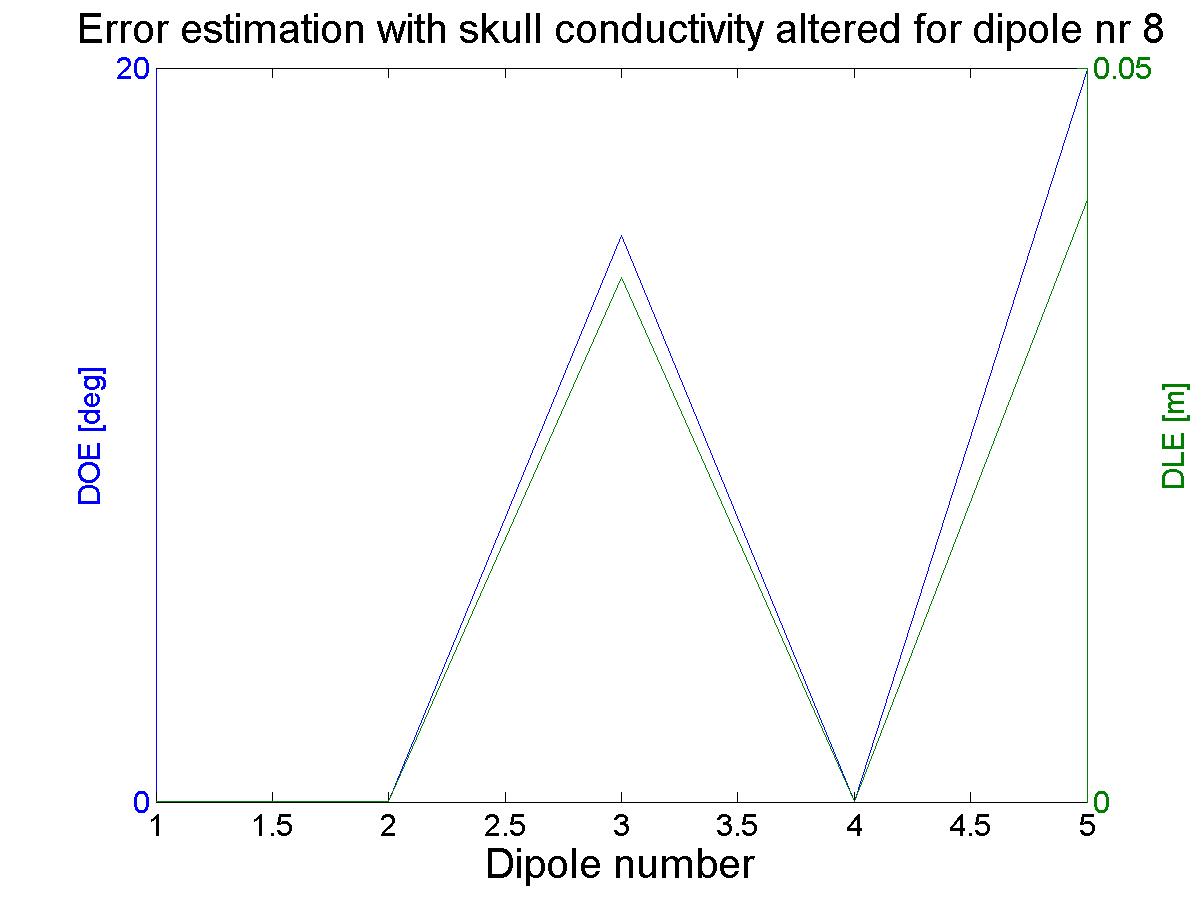 Error estimation with skull conductivity altered for dipole nr 8
20
0.05
DOE [deg]
DLE [m]
0
0
1 1.5 2 2.5 3 3.5 4 4.5 5
Dipole number